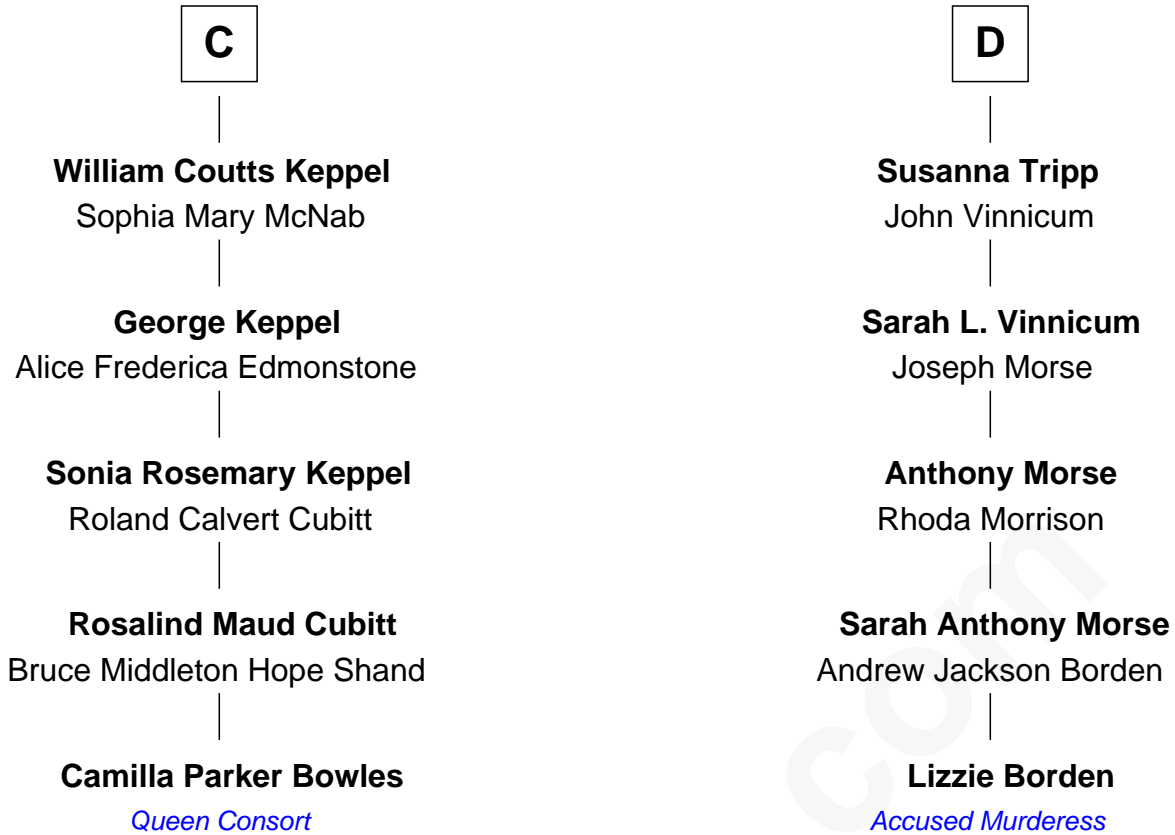 C
William Coutts Keppel
Sophia Mary McNab
George Keppel
Alice Frederica Edmonstone
Sonia Rosemary Keppel
Roland Calvert Cubitt
Rosalind Maud Cubitt
Bruce Middleton Hope Shand
Camilla Parker Bowles
Queen Consort
D
Susanna Tripp
John Vinnicum
Sarah L. Vinnicum
Joseph Morse
Anthony Morse
Rhoda Morrison
Sarah Anthony Morse
Andrew Jackson Borden
Lizzie Borden
Accused Murderess
com